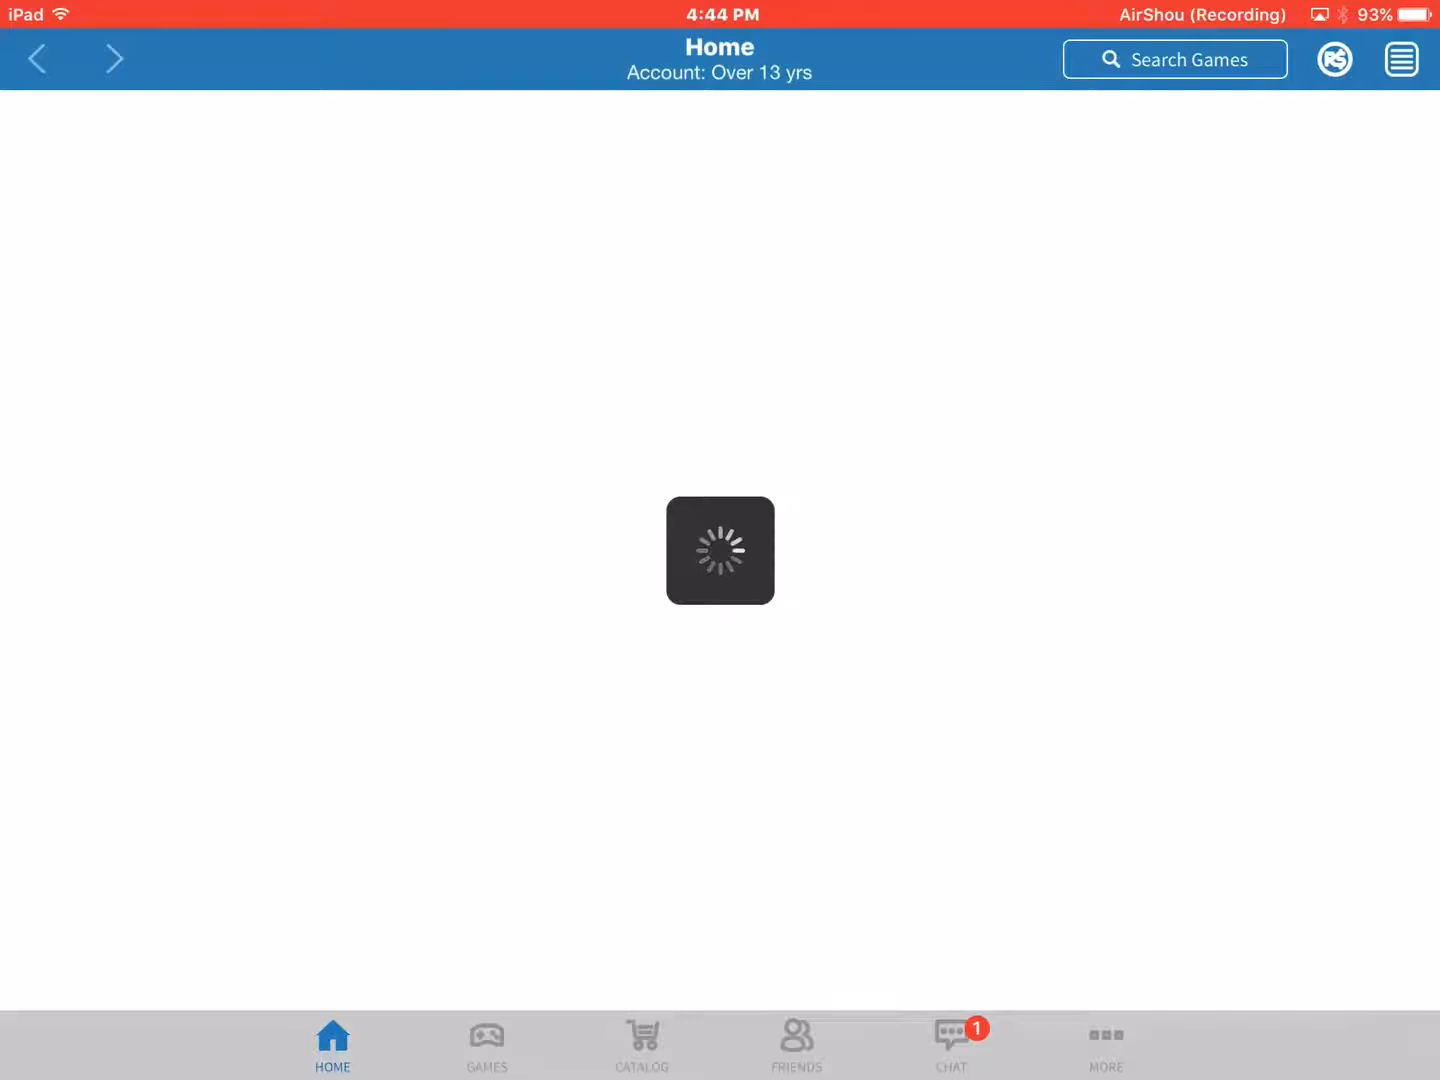 iPad 4:44 PM AirShou (Recording) 93%
Home
Account: Over 13 yrs
Search Games
R$
1
HOME GAMES CATALOG FRIENDS CHAT MORE